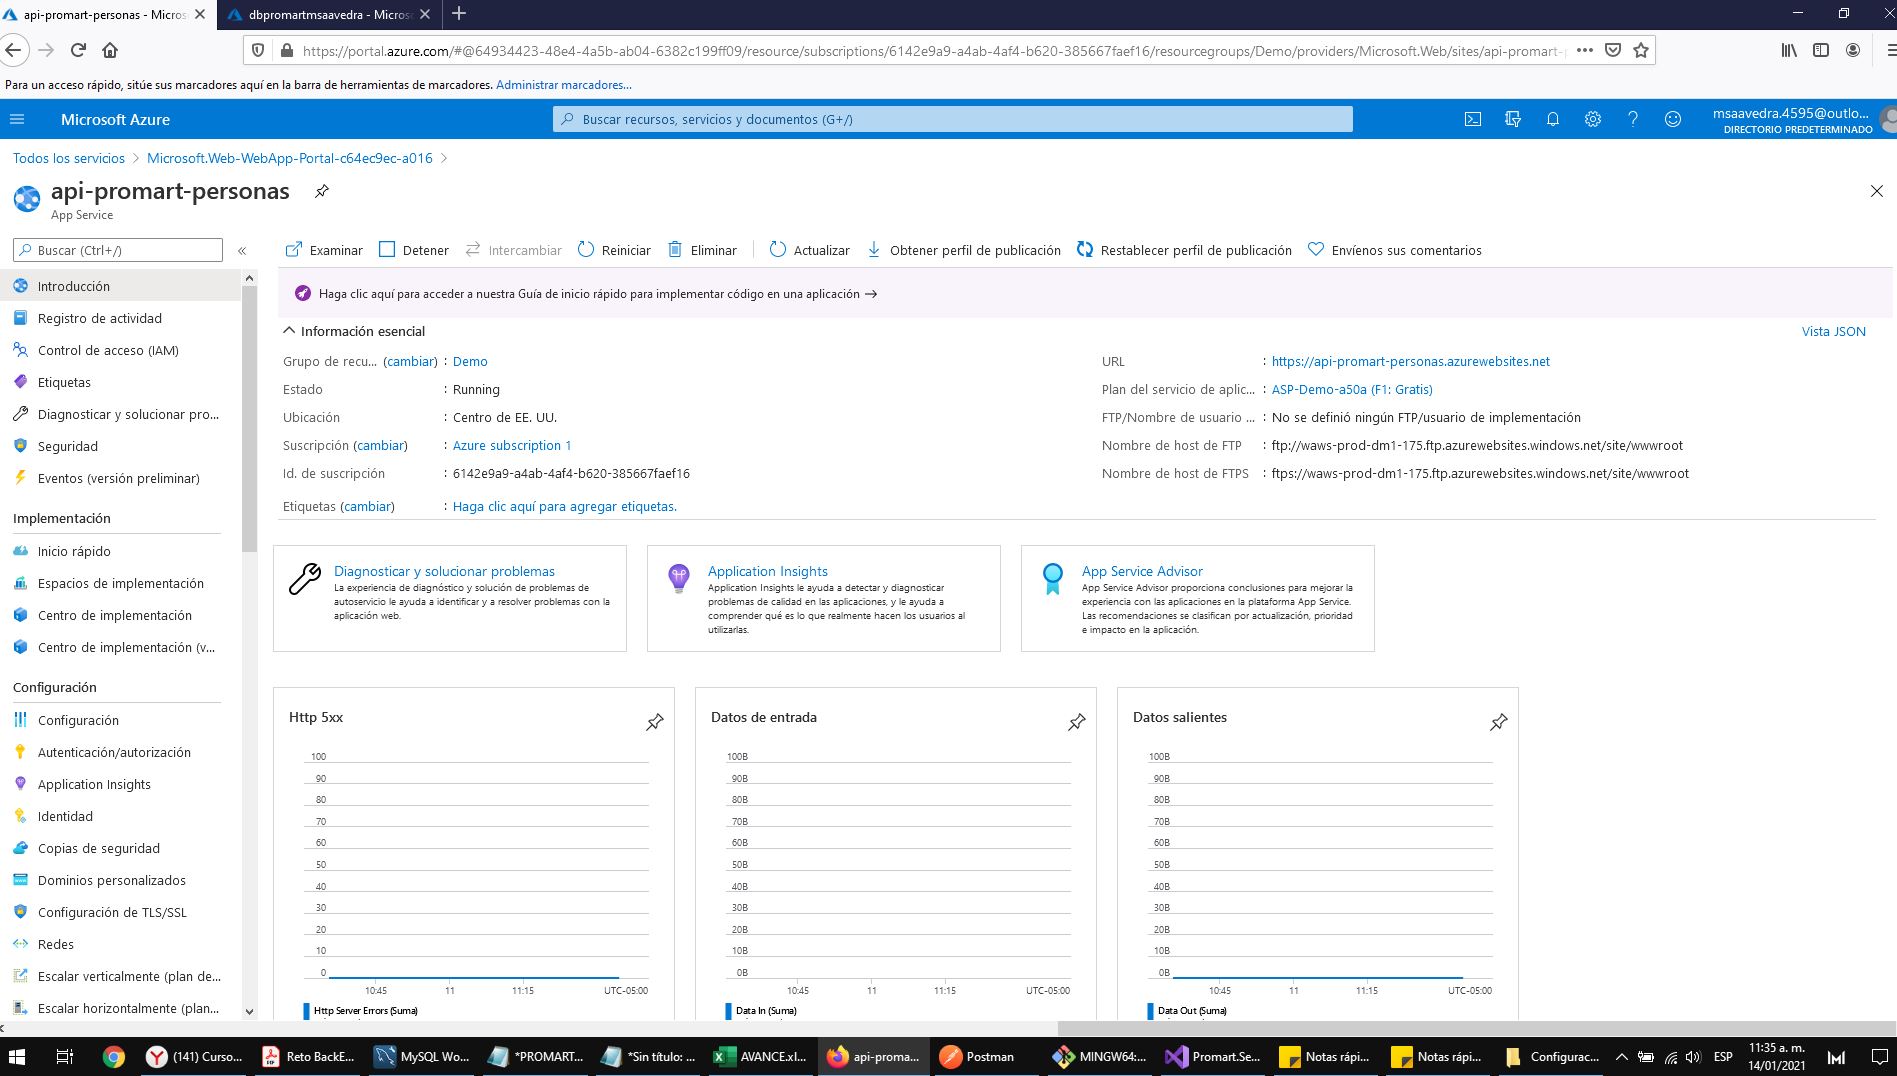 api-promart-personas - Micros
dbpromartmsaavedra - Micros
https://portal.azure.com/#@64934423-48e4-4a5b-ab04-6382c199ff09/resource/subscriptions/6142e9a9-a4ab-4af4-b620-385667faef16/resourcegroups/Demo/providers/Microsoft.Web/sites/api-promart-
Para un acceso rápido, sitúe sus marcadores aquí en la barra de herramientas de marcadores. Administrar marcadores...
Microsoft Azure
Buscar recursos, servicios y documentos (G+/)
msaavedra.4595@outlo...
DIRECTORIO PREDETERMINADO
Todos los servicios > Microsoft.Web-WebApp-Portal-c64ec9ec-a016 >
api-promart-personas
App Service
Buscar (Ctrl+/)
Introducción
Registro de actividad
Control de acceso (IAM)
Etiquetas
Diagnosticar y solucionar pro...
Seguridad
Eventos (versión preliminar)
Implementación
Inicio rápido
Espacios de implementación
Centro de implementación
Centro de implementación (v...
Configuración
Configuración
Autenticación/autorización
Application Insights
Identidad
Copias de seguridad
Dominios personalizados
Configuración de TLS/SSL
Redes
Escalar verticalmente (plan de...
Escalar horizontalmente (plan...
Examinar Detener Intercambiar Reiniciar Eliminar Actualizar Obtener perfil de publicación Restablecer perfil de publicación Envíenos sus comentarios
Haga clic aquí para acceder a nuestra Guía de inicio rápido para implementar código en una aplicación →
Información esencial
Vista JSON
Grupo de recu... (cambiar) : Demo
Estado : Running
Ubicación : Centro de EE. UU.
Suscripción (cambiar) : Azure subscription 1
Id. de suscripción : 6142e9a9-a4ab-4af4-b620-385667faef16
Etiquetas (cambiar) : Haga clic aquí para agregar etiquetas.
URL : https://api-promart-personas.azurewebsites.net
Plan del servicio de aplic... : ASP-Demo-a50a (F1: Gratis)
FTP/Nombre de usuario ... : No se definió ningún FTP/usuario de implementación
Nombre de host de FTP : ftp://waws-prod-dm1-175.ftp.azurewebsites.windows.net/site/wwwroot
Nombre de host de FTPS : ftps://waws-prod-dm1-175.ftp.azurewebsites.windows.net/site/wwwroot
Diagnosticar y solucionar problemas
La experiencia de diagnóstico y solución de problemas de
autoservicio le ayuda a identificar y a resolver problemas con la
aplicación web.
Application Insights
Application Insights le ayuda a detectar y diagnosticar
problemas de calidad en las aplicaciones, y le ayuda a
comprender qué es lo que realmente hacen los usuarios al
utilizarlas.
App Service Advisor
App Service Advisor proporciona conclusiones para mejorar la
experiencia con las aplicaciones en la plataforma App Service.
Las recomendaciones se clasifican por actualización, prioridad
e impacto en la aplicación.
Http 5xx
100
90
80
70
60
50
40
30
20
10
0
10:45 11 11:15 UTC-05:00
Http Server Errors (Suma)
Datos de entrada
100B
90B
80B
70B
60B
50B
40B
30B
20B
10B
0B
10:45 11 11:15 UTC-05:00
Data In (Suma)
Datos salientes
100B
90B
80B
70B
60B
50B
40B
30B
20B
10B
0B
10:45 11 11:15 UTC-05:00
Data Out (Suma)
(141) Curso...
Reto BackE...
MySQL Wo...
*PROMART...
*Sin título: ...
AVANCE.xl...
api-proma...
Postman
MINGW64:...
Promart.Se...
Notas rápi...
Notas rápi...
Configurac...
ESP
11:35 a. m.
14/01/2021